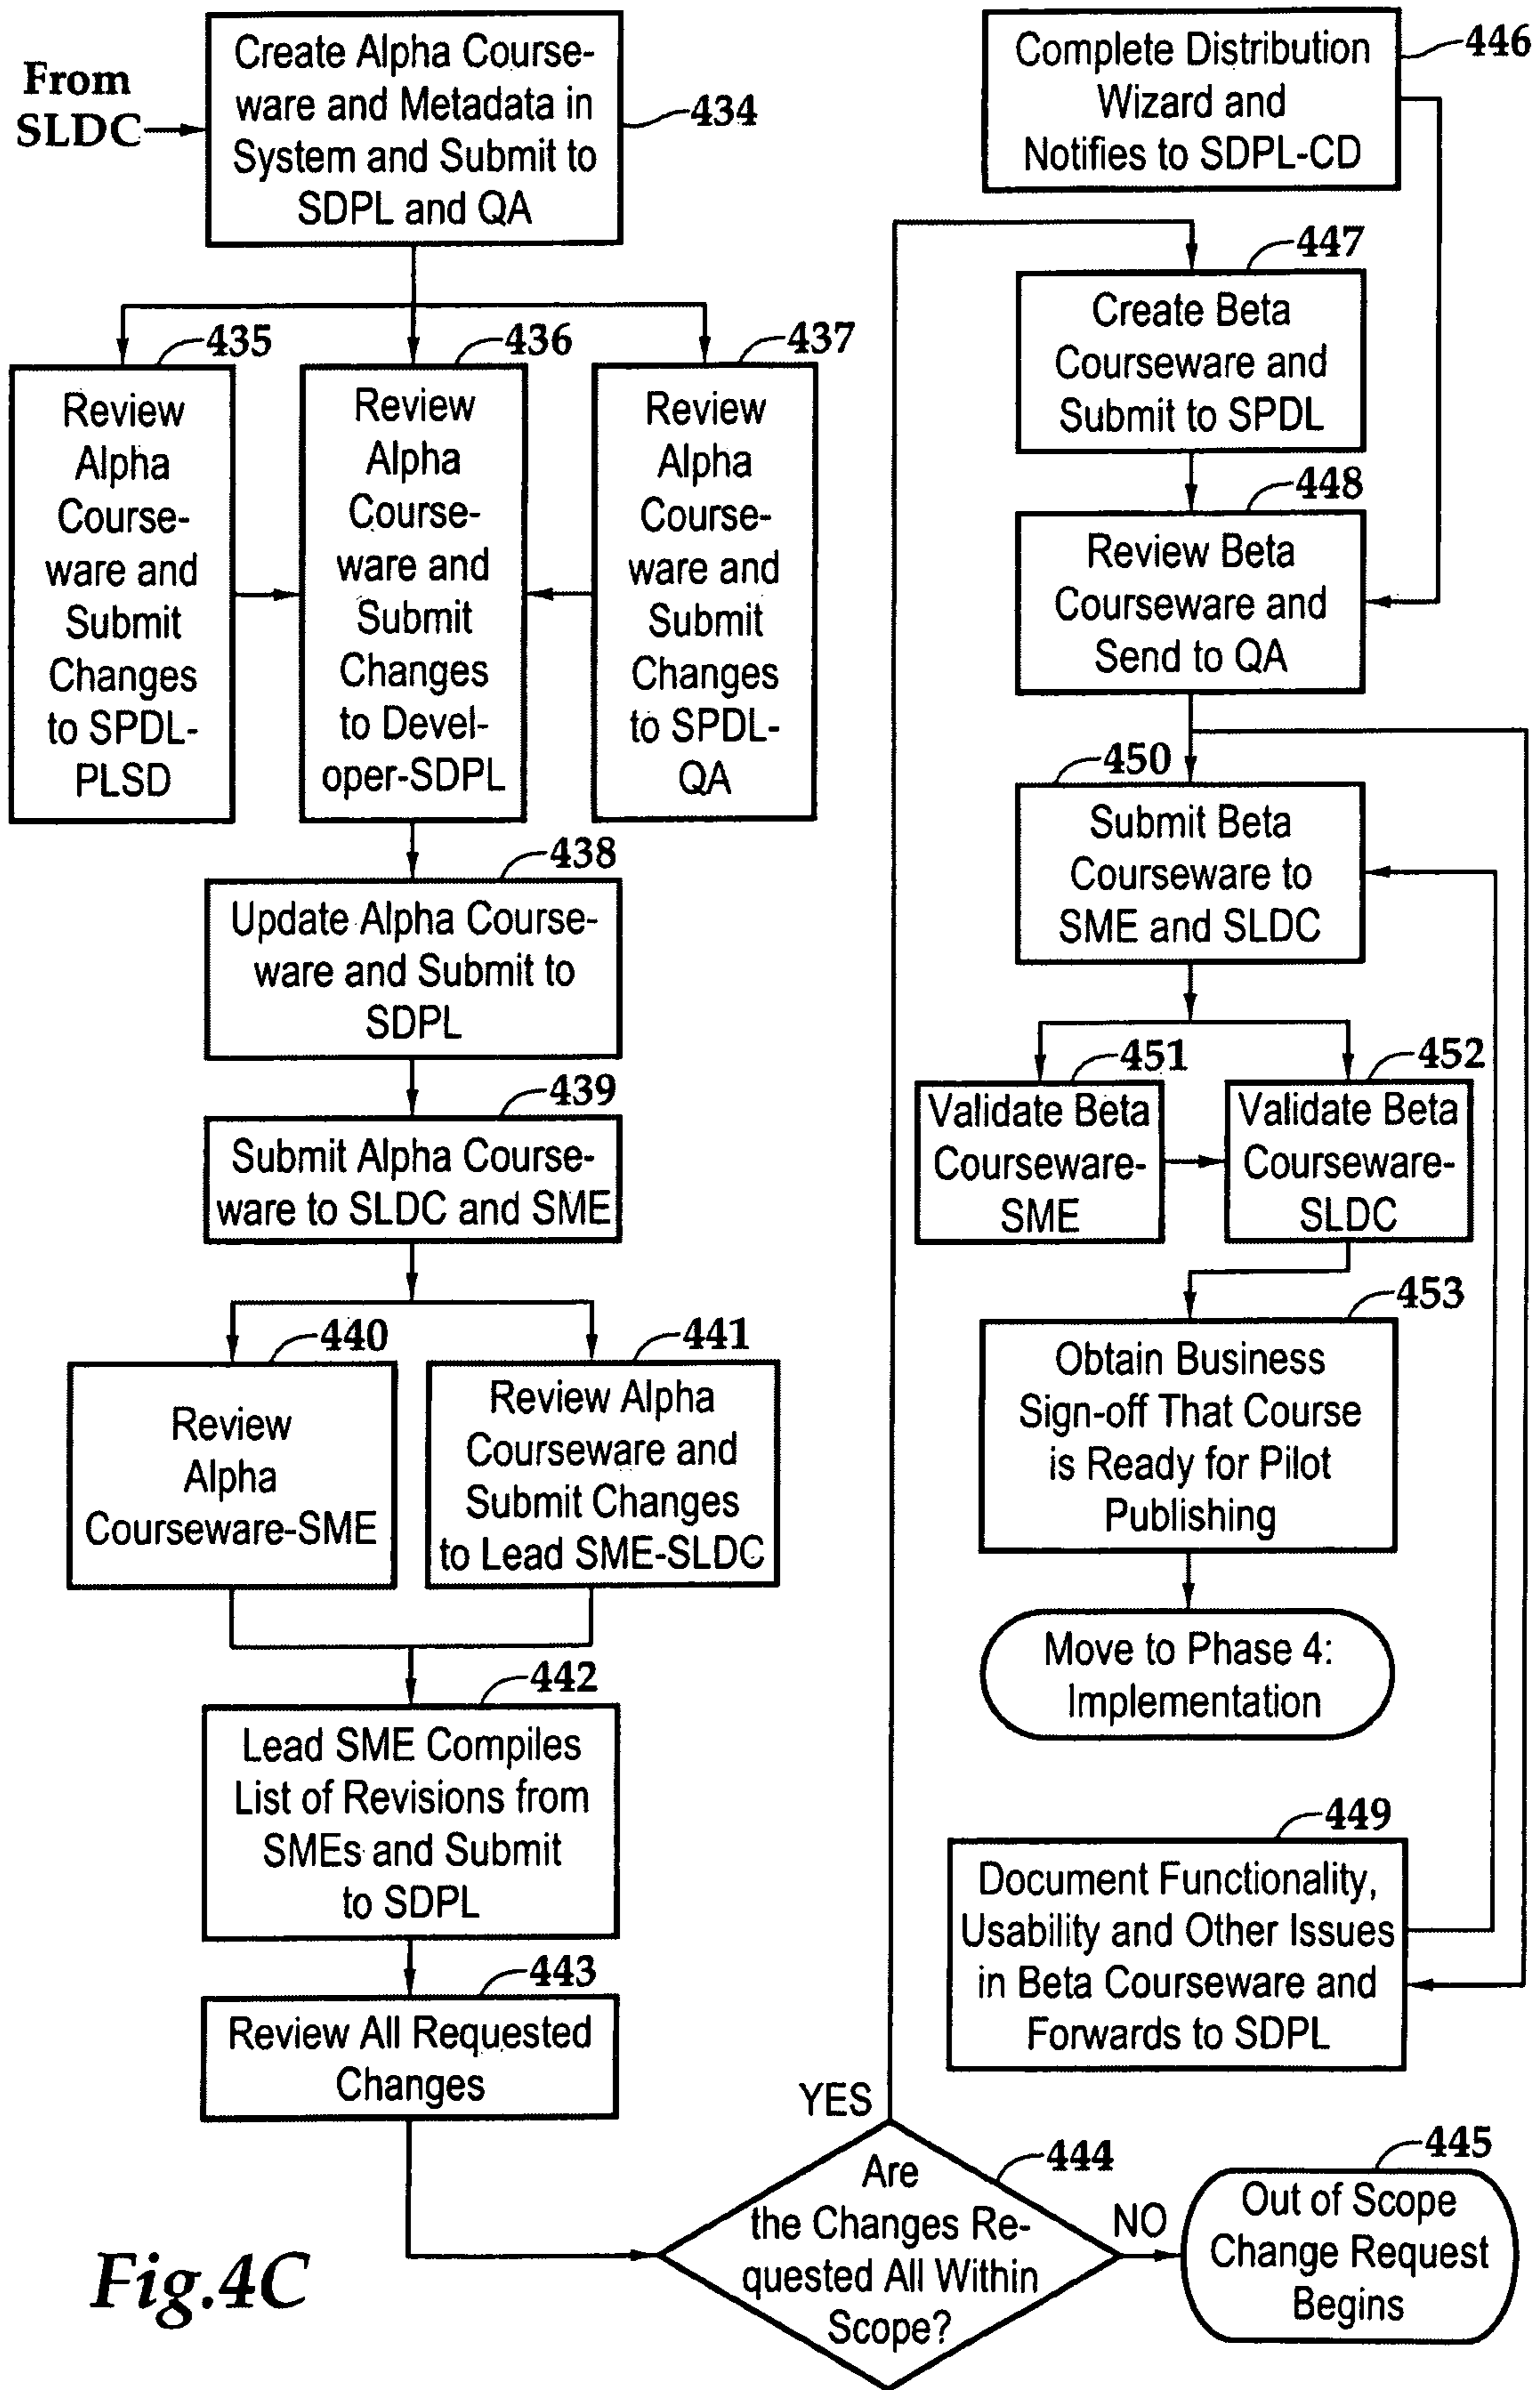 From
SLDC
Create Alpha Course-
ware and Metadata in
System and Submit to
SDPL and QA
434
435
Review
Alpha
Course-
ware and
Submit
Changes
to SPDL-
PLSD
436
Review
Alpha
Course-
ware and
Submit
Changes
to Devel-
oper-SDPL
437
Review
Alpha
Course-
ware and
Submit
Changes
to SPDL-
QA
438
Update Alpha Course-
ware and Submit to
SDPL
439
Submit Alpha Course-
ware to SLDC and SME
440
Review
Alpha
Courseware-SME
441
Review Alpha
Courseware and
Submit Changes
to Lead SME-SLDC
442
Lead SME Compiles
List of Revisions from
SMEs and Submit
to SDPL
443
Review All Requested
Changes
YES
444
Are
the Changes Re-
quested All Within
Scope?
NO
445
Out of Scope
Change Request
Begins
446
Complete Distribution
Wizard and
Notifies to SDPL-CD
447
Create Beta
Courseware and
Submit to SPDL
448
Review Beta
Courseware and
Send to QA
450
Submit Beta
Courseware to
SME and SLDC
451
Validate Beta
Courseware-
SME
452
Validate Beta
Courseware-
SLDC
453
Obtain Business
Sign-off That Course
is Ready for Pilot
Publishing
Move to Phase 4:
Implementation
449
Document Functionality,
Usability and Other Issues
in Beta Courseware and
Forwards to SDPL
Fig.4C